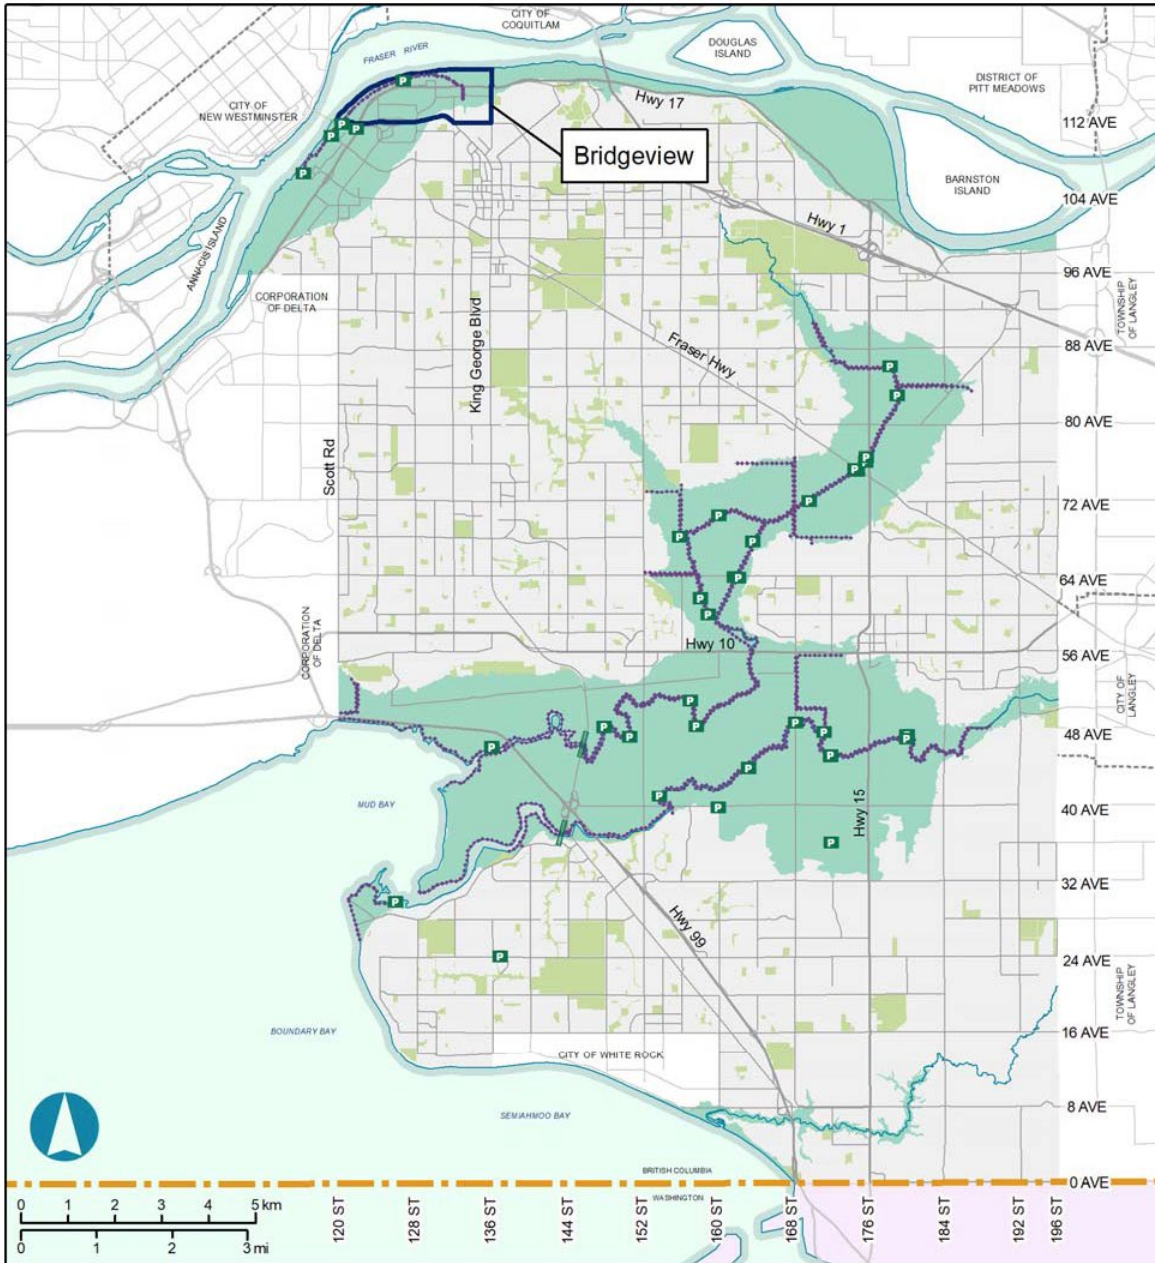 CITY OF
COQUITLAM
FRASER RIVER
DOUGLAS
ISLAND
DISTRICT OF
PITT MEADOWS
CITY OF
NEW WESTMINSTER
P
P
P
P
P
Hwy 17
112 AVE
Bridgeview
BARNSTON
ISLAND
104 AVE
ANNACIS ISLAND
Hwy 1
96 AVE
CORPORATION
OF DELTA
TOWNSHIP
OF LANGLEY
King George Blvd
Fraser Hwy
88 AVE
P
P
80 AVE
Scott Rd
P
P
72 AVE
P
P
P
P
64 AVE
P
P
P
CORPORATION
OF DELTA
Hwy 10
56 AVE
CITY OF
LANGLEY
P
P
P
P
P
P
P
P
P
48 AVE
P
P
MUD BAY
P
40 AVE
Hwy 15
P
32 AVE
P
Hwy 99
P
24 AVE
TOWNSHIP
OF LANGLEY
BOUNDARY BAY
16 AVE
CITY OF WHITE ROCK
SEMIAHMOO BAY
8 AVE
BRITISH COLUMBIA
0 AVE
WASHINGTON
0 1 2 3 4 5 km
0 1 2 3 mi
120 ST
128 ST
136 ST
144 ST
152 ST
160 ST
168 ST
176 ST
184 ST
192 ST
196 ST